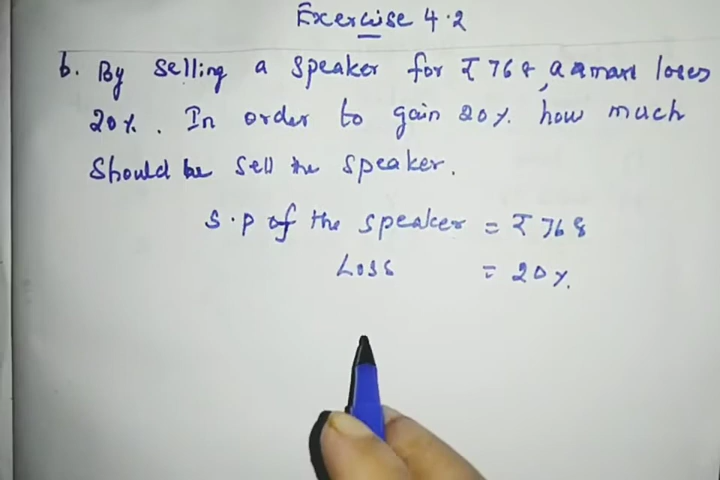 Exercise 4.2
6. By selling a speaker for ₹ 768, a man loses
20%. In order to gain 20% how much
should he sell the speaker.
S.P of the speaker = ₹ 768
Loss = 20%.